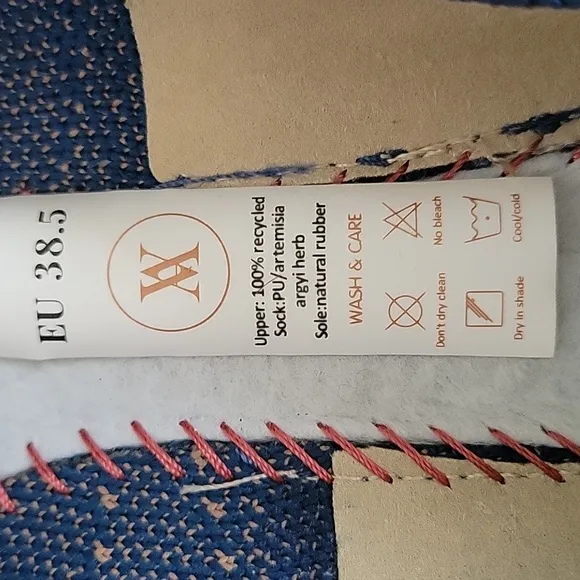 EU 38.5
Upper: 100% recycled
Sock:PU/artemisia
argyi herb
Sole:natural rubber
WASH & CARE
Don't dry clean
No bleach
Dry in shade
Cool/cold